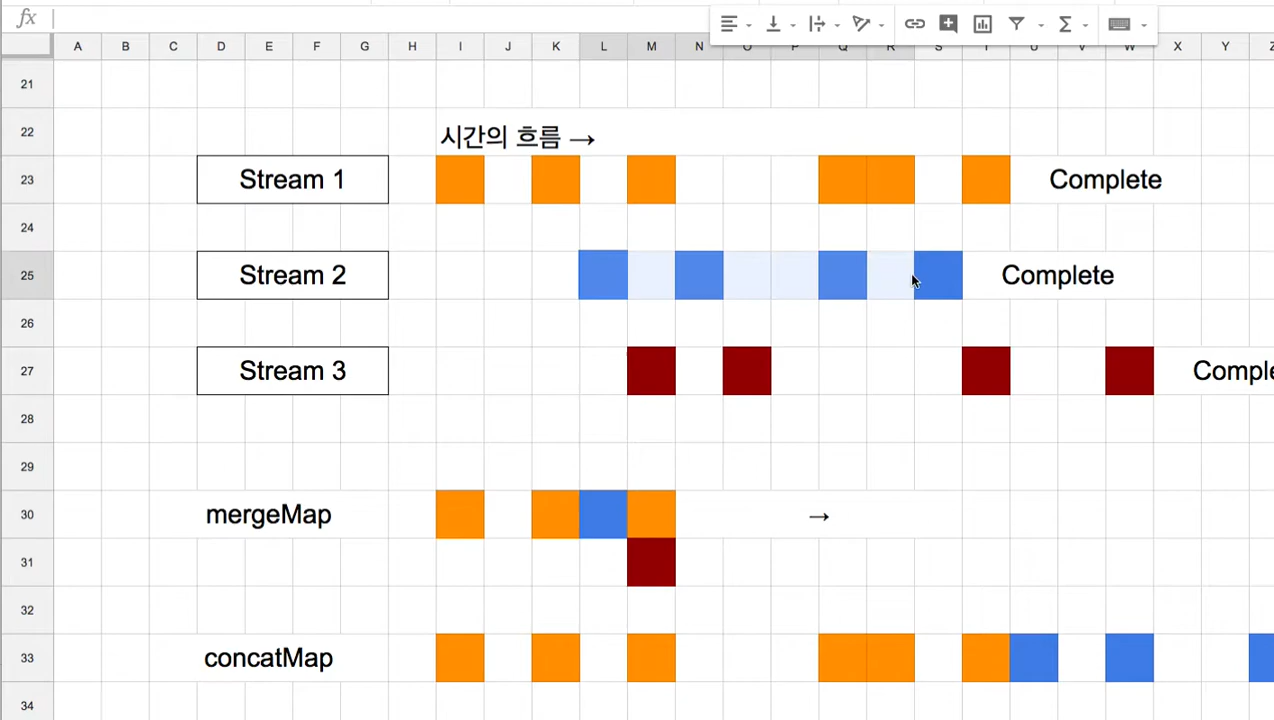 fx
A B C D E F G H I J K L M N O P Q R S T U V W X Y Z
21
22 시간의 흐름 →
23 Stream 1 Complete
24
25 Stream 2 Complete
26
27 Stream 3 Comple
28
29
30 mergeMap →
31
32
33 concatMap
34